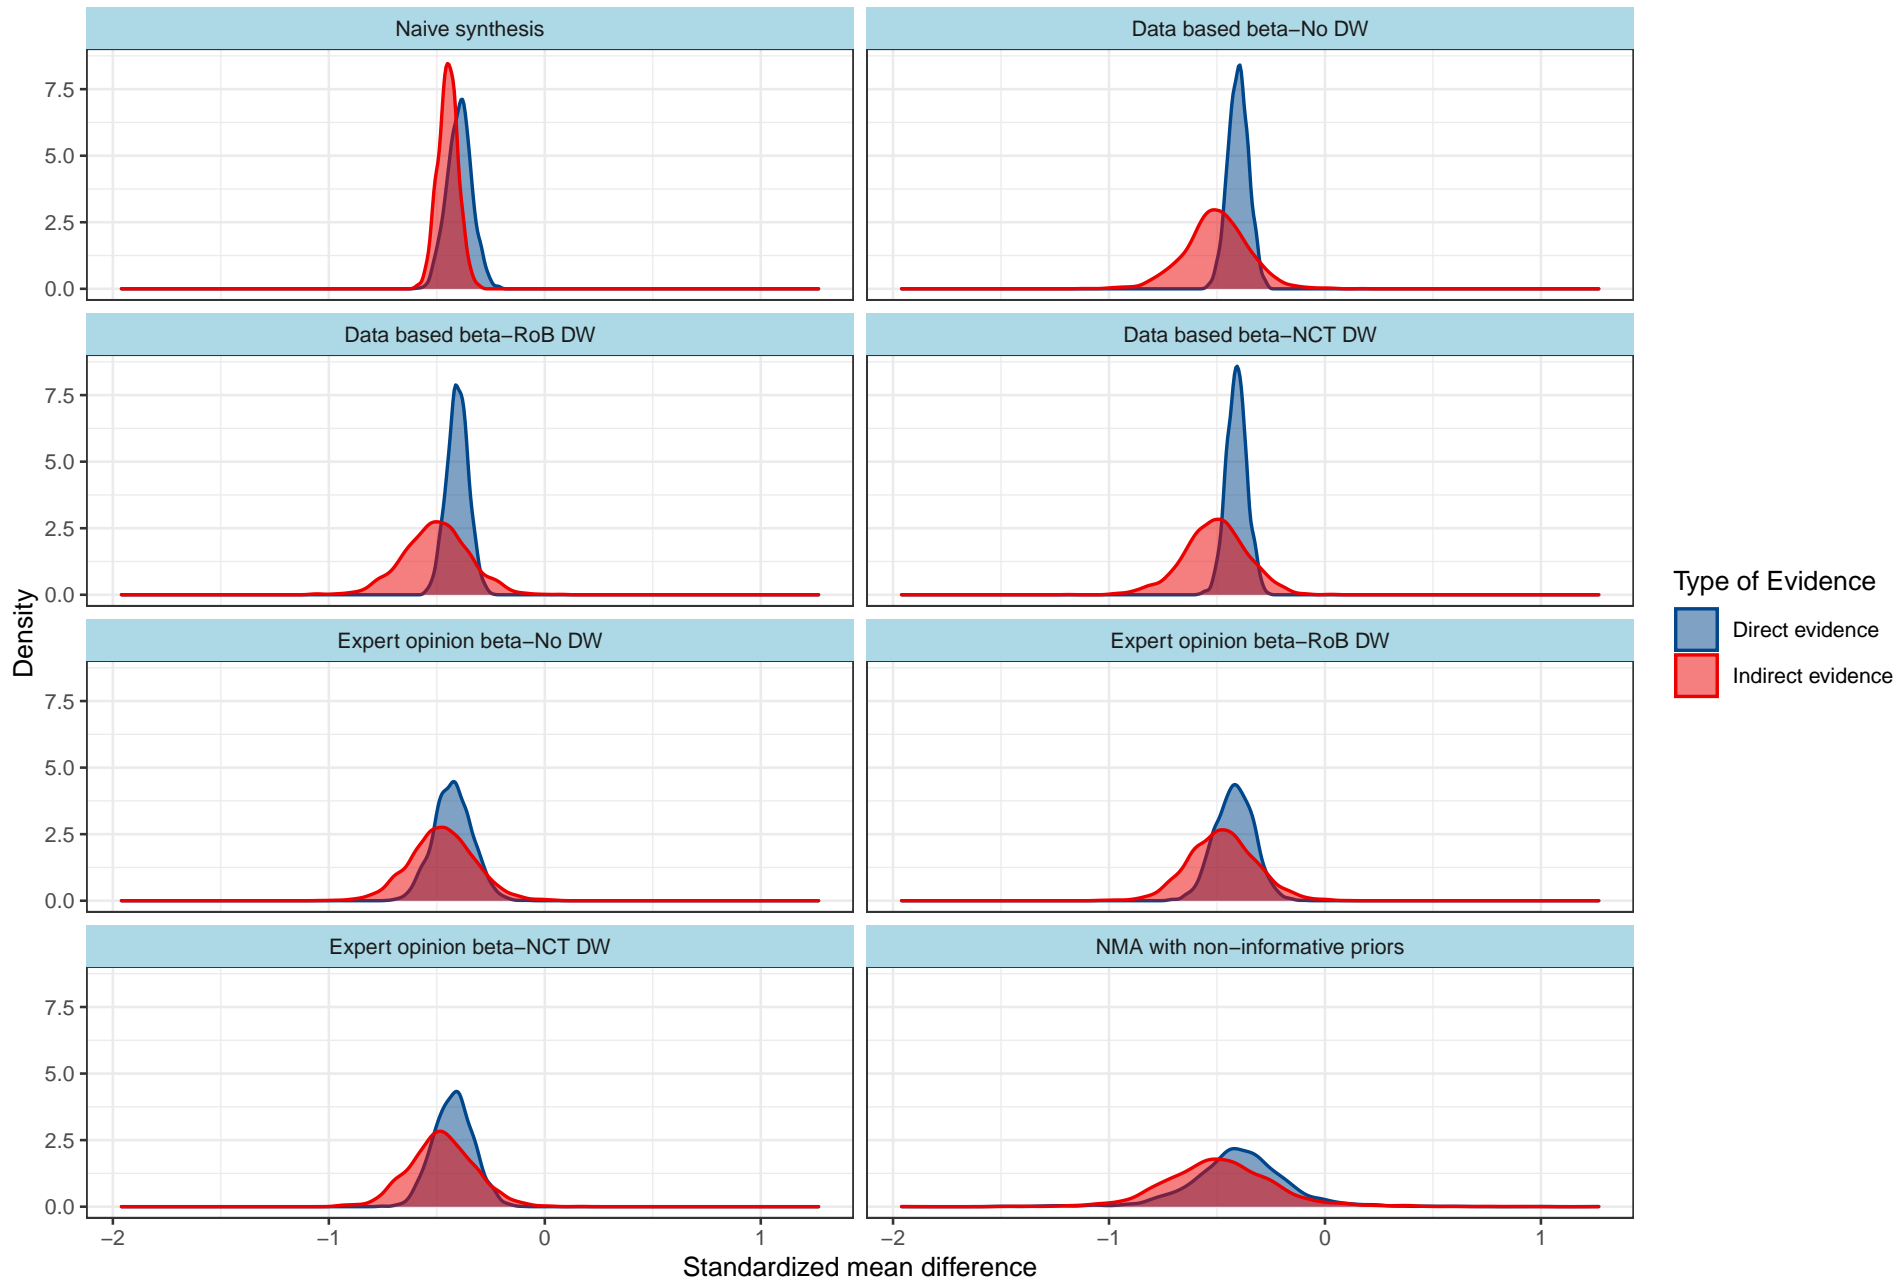 Naive synthesis
Data based beta−No DW
7.5
5.0
2.5
0.0
Data based beta−RoB DW
Data based beta−NCT DW
7.5
5.0
2.5
0.0
Expert opinion beta−No DW
Expert opinion beta−RoB DW
7.5
5.0
2.5
0.0
Expert opinion beta−NCT DW
NMA with non−informative priors
7.5
5.0
2.5
0.0
−2 −1 0 1
−2 −1 0 1
Standardized mean difference
Density
Type of Evidence
Direct evidence
Indirect evidence